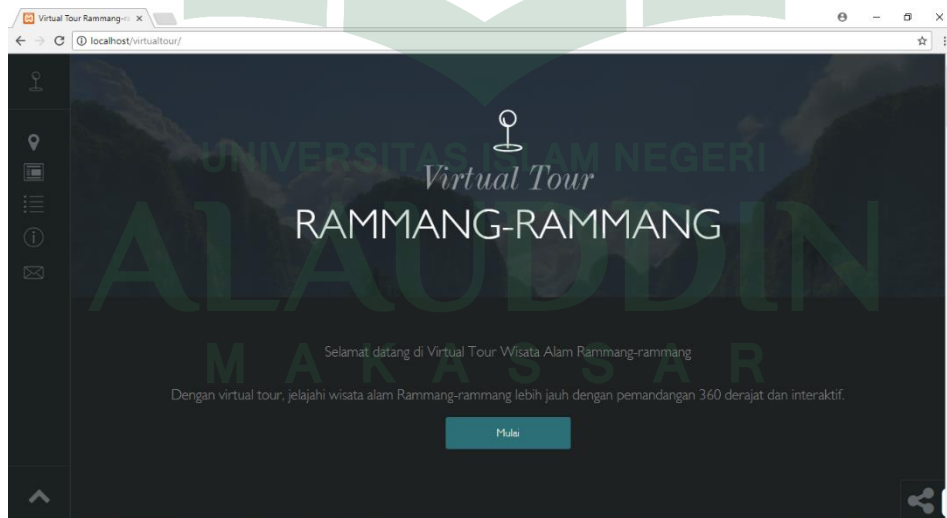 Virtual Tour Rammang-r
localhost/virtualtour/
UNIVERSITAS ISLAM NEGERI
Virtual Tour
RAMMANG-RAMMANG
ALAUDDIN
Selamat datang di Virtual Tour Wisata Alam Rammang-rammang
MAKASSAR
Dengan virtual tour, jelajahi wisata alam Rammang-rammang lebih jauh dengan pemandangan 360 derajat dan interaktif.
Mulai